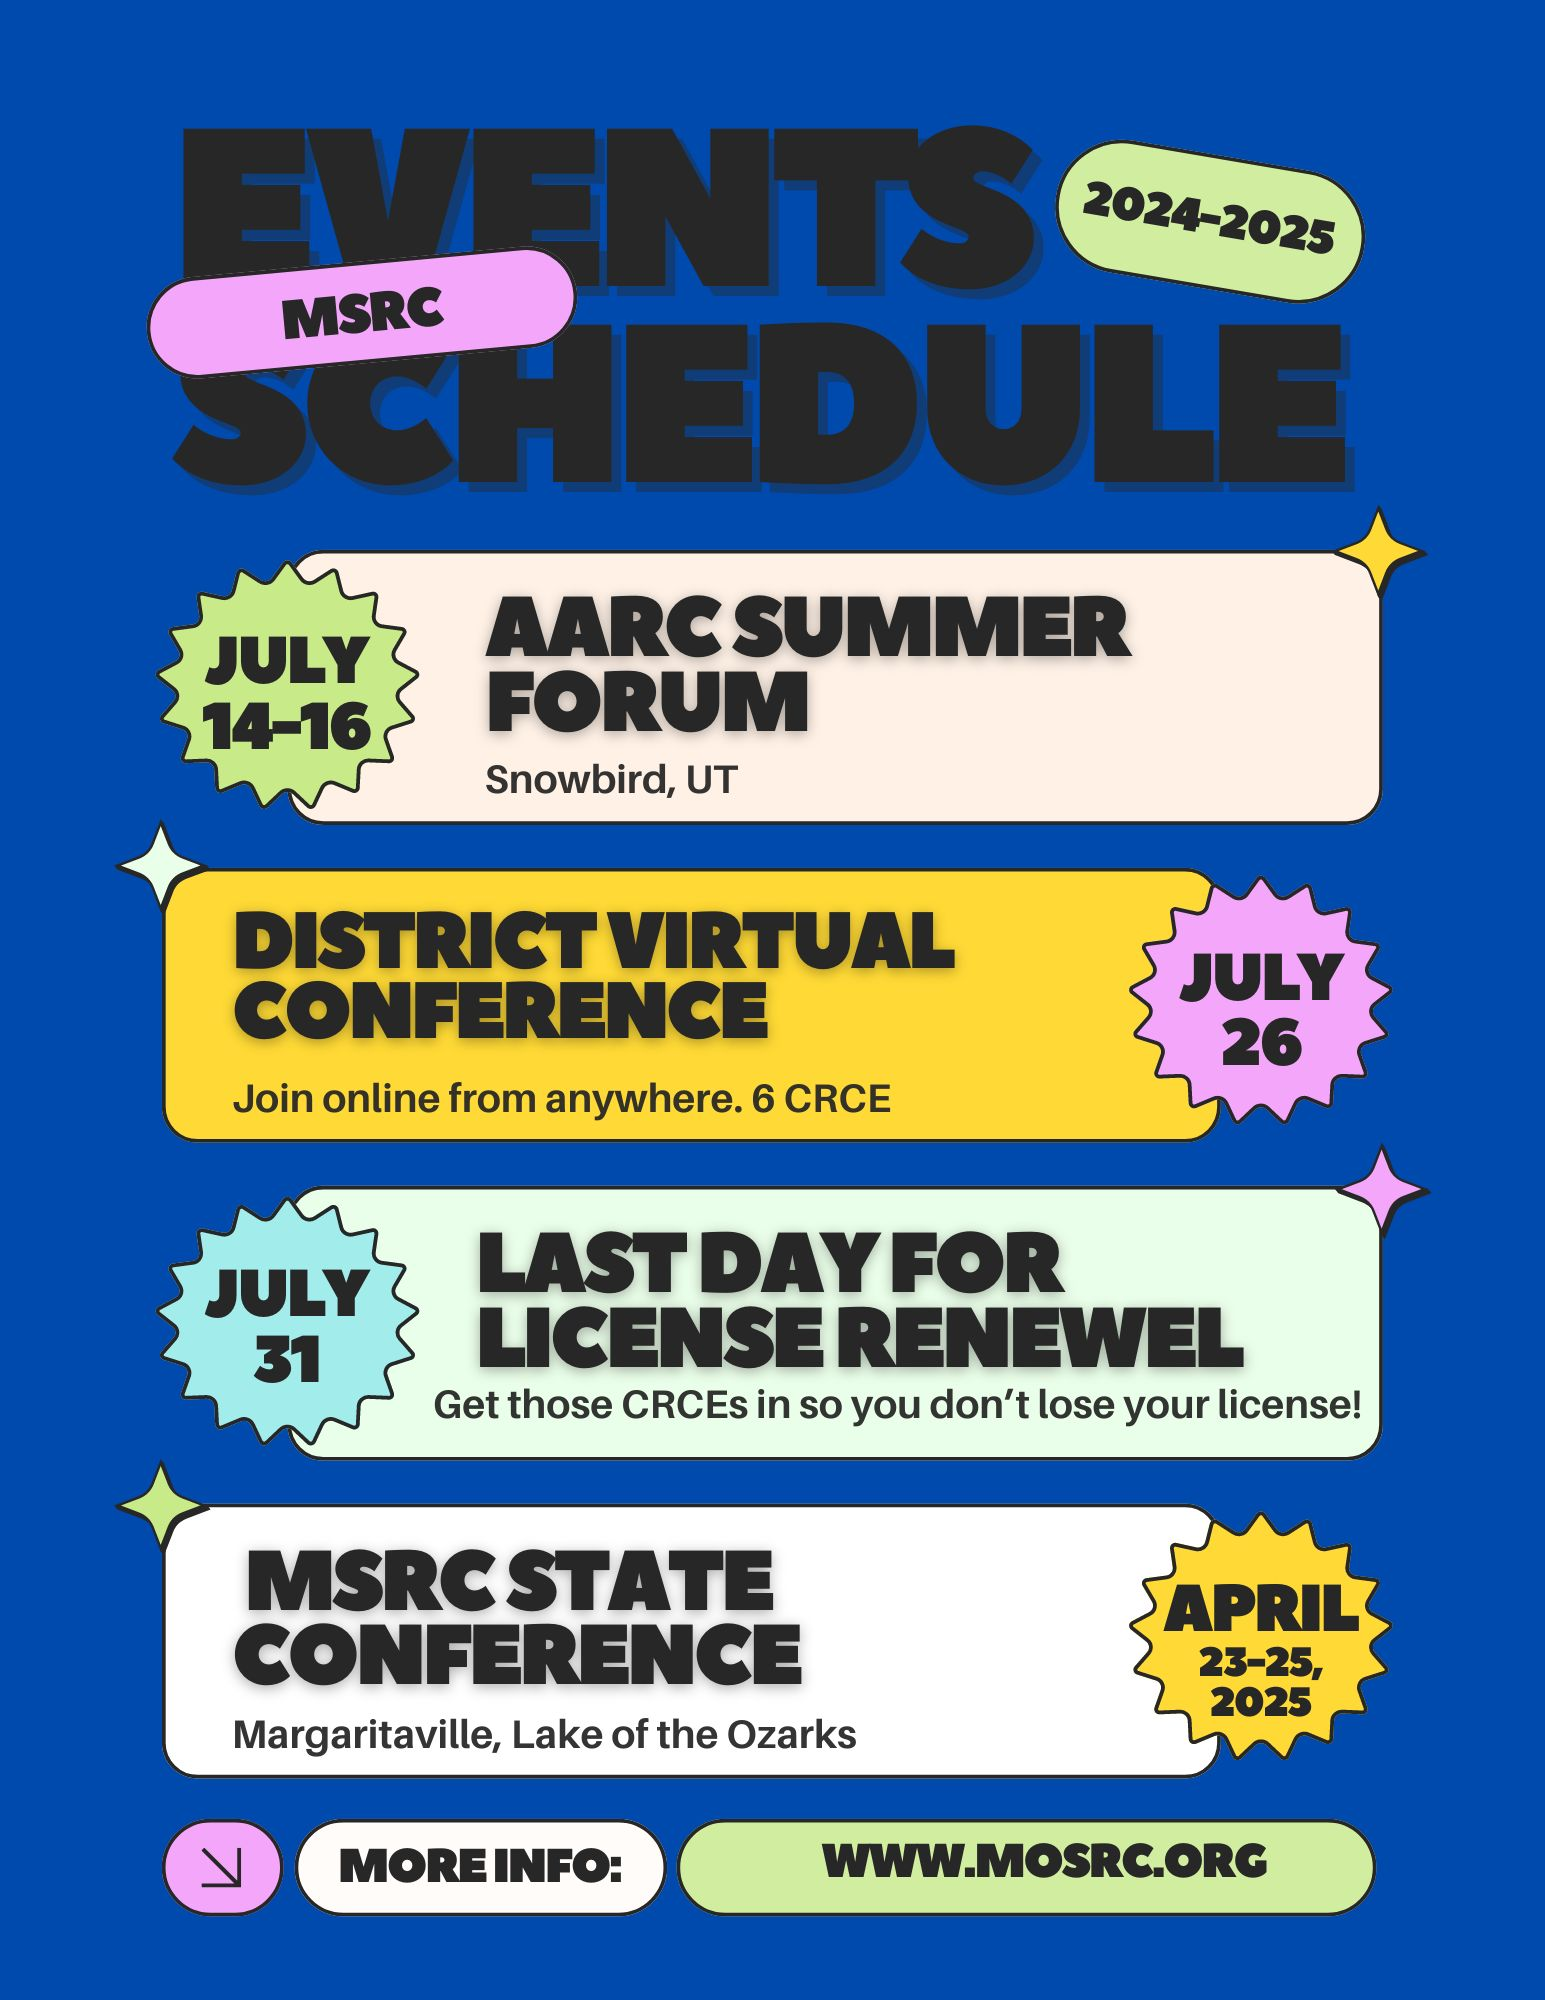 EVENTS
2024-2025
MSRC
SCHEDULE
JULY
14-16
AARC SUMMER
FORUM
Snowbird, UT
DISTRICT VIRTUAL
CONFERENCE
Join online from anywhere. 6 CRCE
JULY
26
JULY
31
LAST DAY FOR
LICENSE RENEWEL
Get those CRCEs in so you don't lose your license!
MSRC STATE
CONFERENCE
Margaritaville, Lake of the Ozarks
APRIL
23-25,
2025
MORE INFO:
WWW.MOSRC.ORG